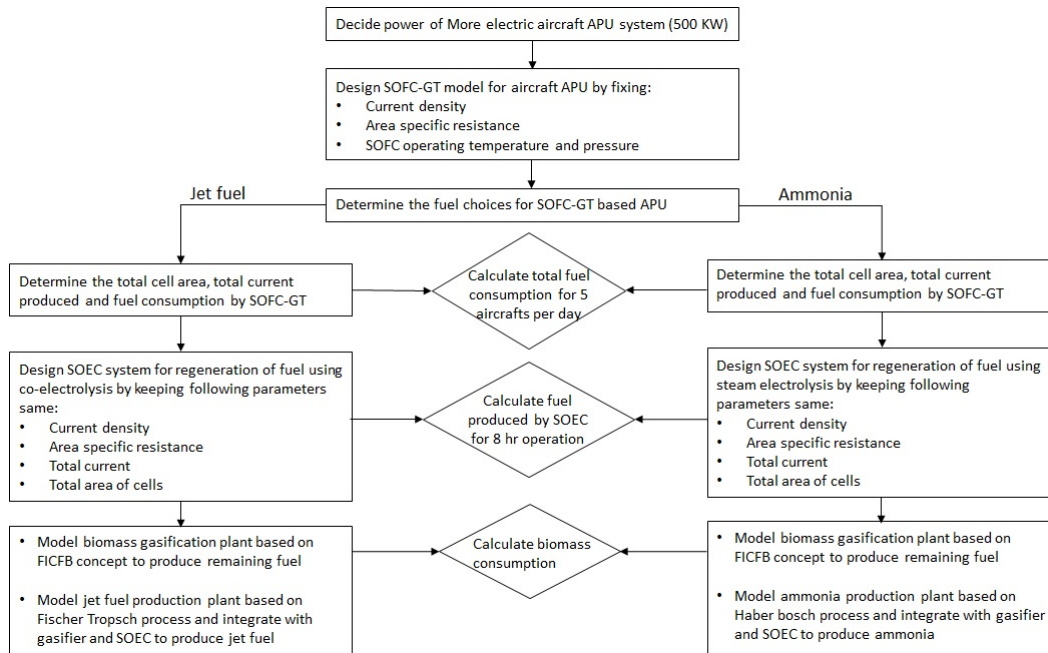 Decide power of More electric aircraft APU system (500 KW)
Design SOFC-GT model for aircraft APU by fixing:
• Current density
• Area specific resistance
• SOFC operating temperature and pressure
Jet fuel
Determine the fuel choices for SOFC-GT based APU
Ammonia
Determine the total cell area, total current
produced and fuel consumption by SOFC-GT
Calculate total fuel
consumption for 5
aircrafts per day
Determine the total cell area, total current
produced and fuel consumption by SOFC-GT
Design SOEC system for regeneration of fuel using
co-electrolysis by keeping following parameters
same:
• Current density
• Area specific resistance
• Total current
• Total area of cells
Calculate fuel
produced by SOEC
for 8 hr operation
Design SOEC system for regeneration of fuel using
steam electrolysis by keeping following
parameters same:
• Current density
• Area specific resistance
• Total current
• Total area of cells
• Model biomass gasification plant based on
FICFB concept to produce remaining fuel
• Model jet fuel production plant based on
Fischer Tropsch process and integrate with
gasifier and SOEC to produce jet fuel
Calculate biomass
consumption
• Model biomass gasification plant based on
FICFB concept to produce remaining fuel
• Model ammonia production plant based on
Haber bosch process and integrate with gasifier
and SOEC to produce ammonia